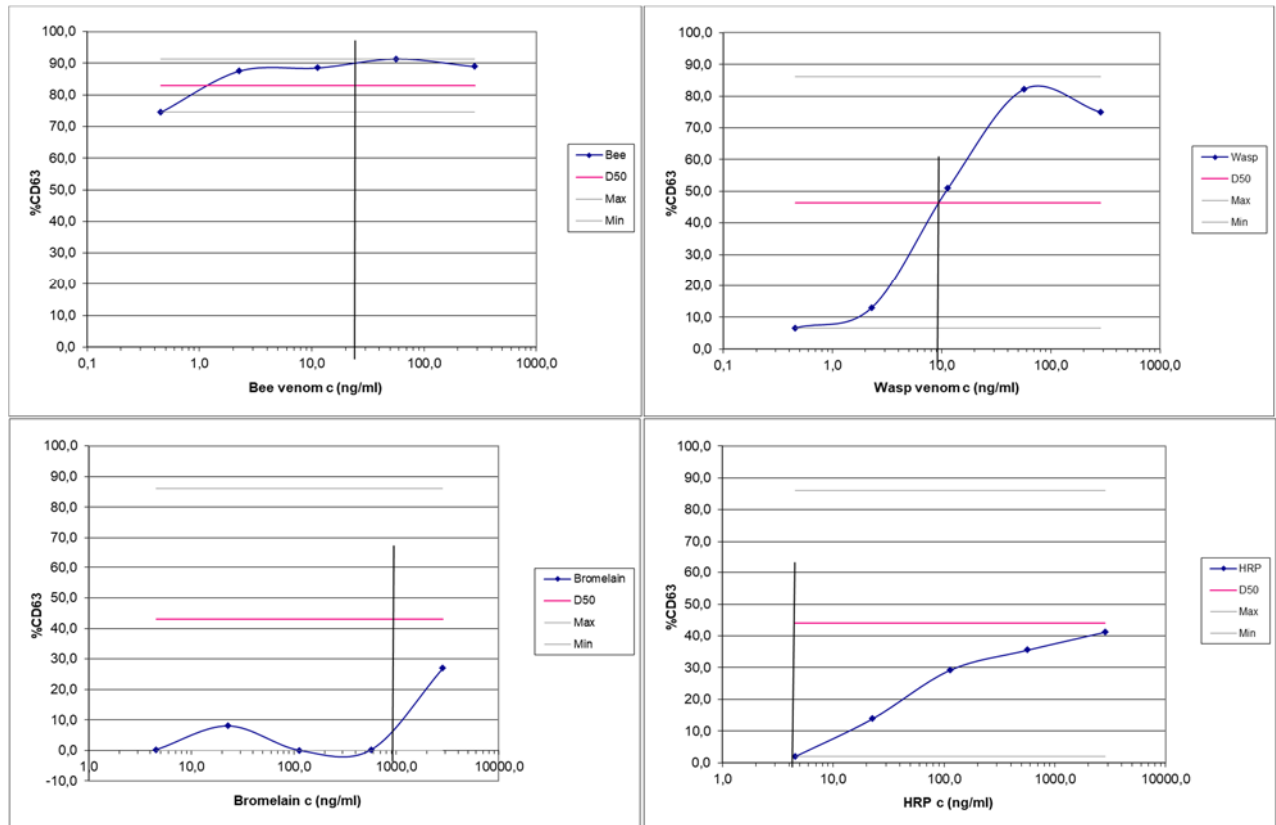 100,0
90,0
80,0
70,0
60,0
50,0
40,0
30,0
20,0
10,0
0,0
%CD63
0,1
1,0
10,0
100,0
1000,0
Bee venom c (ng/ml)
Bee
D50
Max
Min
100,0
90,0
80,0
70,0
60,0
50,0
40,0
30,0
20,0
10,0
0,0
%CD63
0,1
1,0
10,0
100,0
1000,0
Wasp venom c (ng/ml)
Wasp
D50
Max
Min
100,0
90,0
80,0
70,0
60,0
50,0
40,0
30,0
20,0
10,0
0,0
-10,0
%CD63
1,0
10,0
100,0
1000,0
10000,0
Bromelain c (ng/ml)
Bromelain
D50
Max
Min
100,0
90,0
80,0
70,0
60,0
50,0
40,0
30,0
20,0
10,0
0,0
%CD63
1,0
10,0
100,0
1000,0
10000,0
HRP c (ng/ml)
HRP
D50
Max
Min